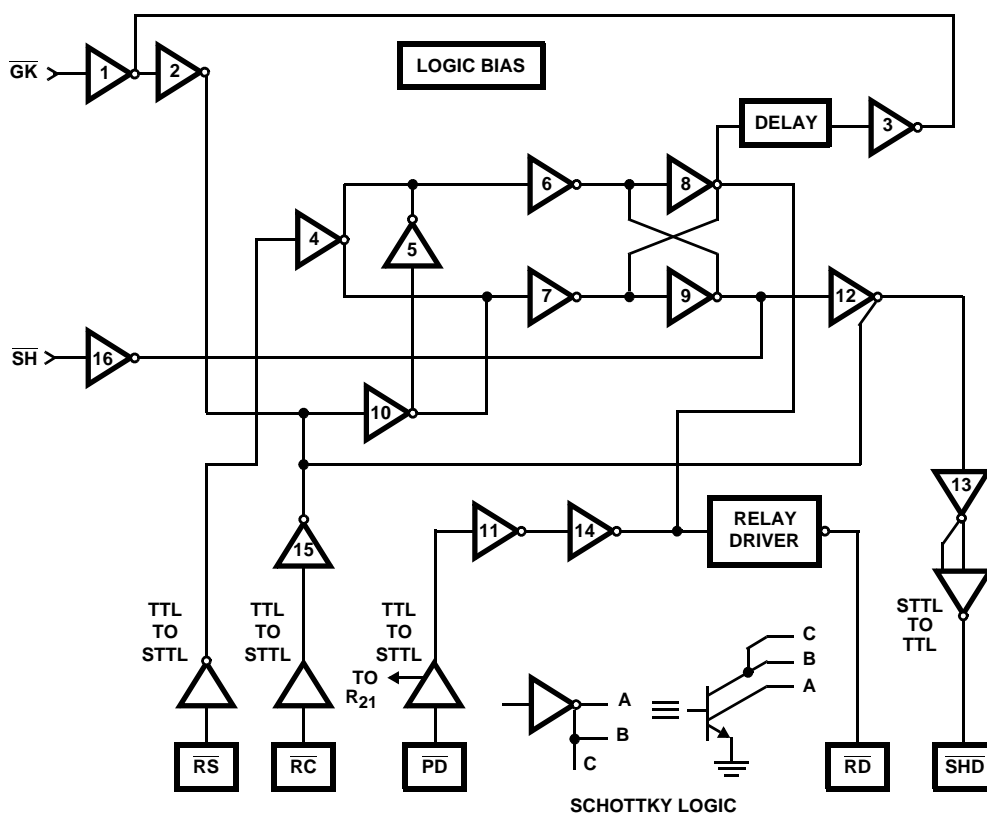 GK
1
2
LOGIC BIAS
DELAY
3
6
8
4
5
7
9
12
SH
16
10
13
11
14
RELAY
DRIVER
15
TTL
TO
STTL
TTL
TO
STTL
TTL
TO
STTL
STTL
TO
TTL
TO
R21
A
B
C
C
B
A
RS
RC
PD
RD
SHD
SCHOTTKY LOGIC